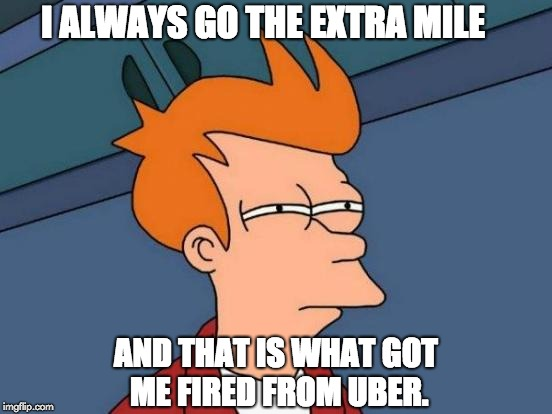 I ALWAYS GO THE EXTRA MILE
AND THAT IS WHAT GOT
ME FIRED FROM UBER.
imgflip.com